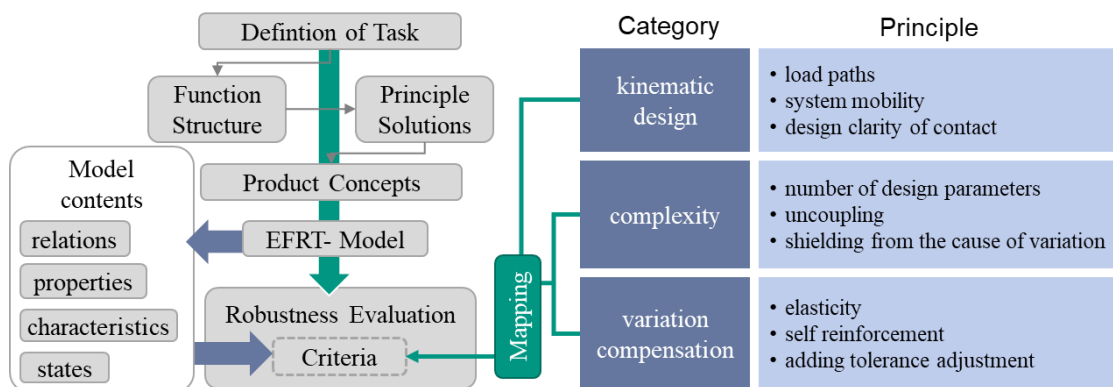 Defintion of Task
Function
Structure
Principle
Solutions
Product Concepts
EFRT- Model
Model
contents
relations
properties
characteristics
states
Robustness Evaluation
Criteria
Mapping
Category
Principle
kinematic
design
• load paths
• system mobility
• design clarity of contact
complexity
• number of design parameters
• uncoupling
• shielding from the cause of variation
variation
compensation
• elasticity
• self reinforcement
• adding tolerance adjustment